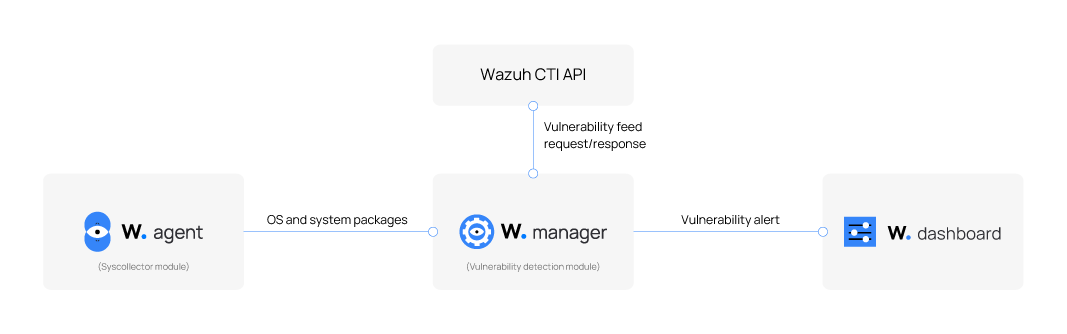 Wazuh CTI API
Vulnerability feed
request/response
W. agent
(Syscollector module)
OS and system packages
W. manager
(Vulnerability detection module)
Vulnerability alert
W. dashboard